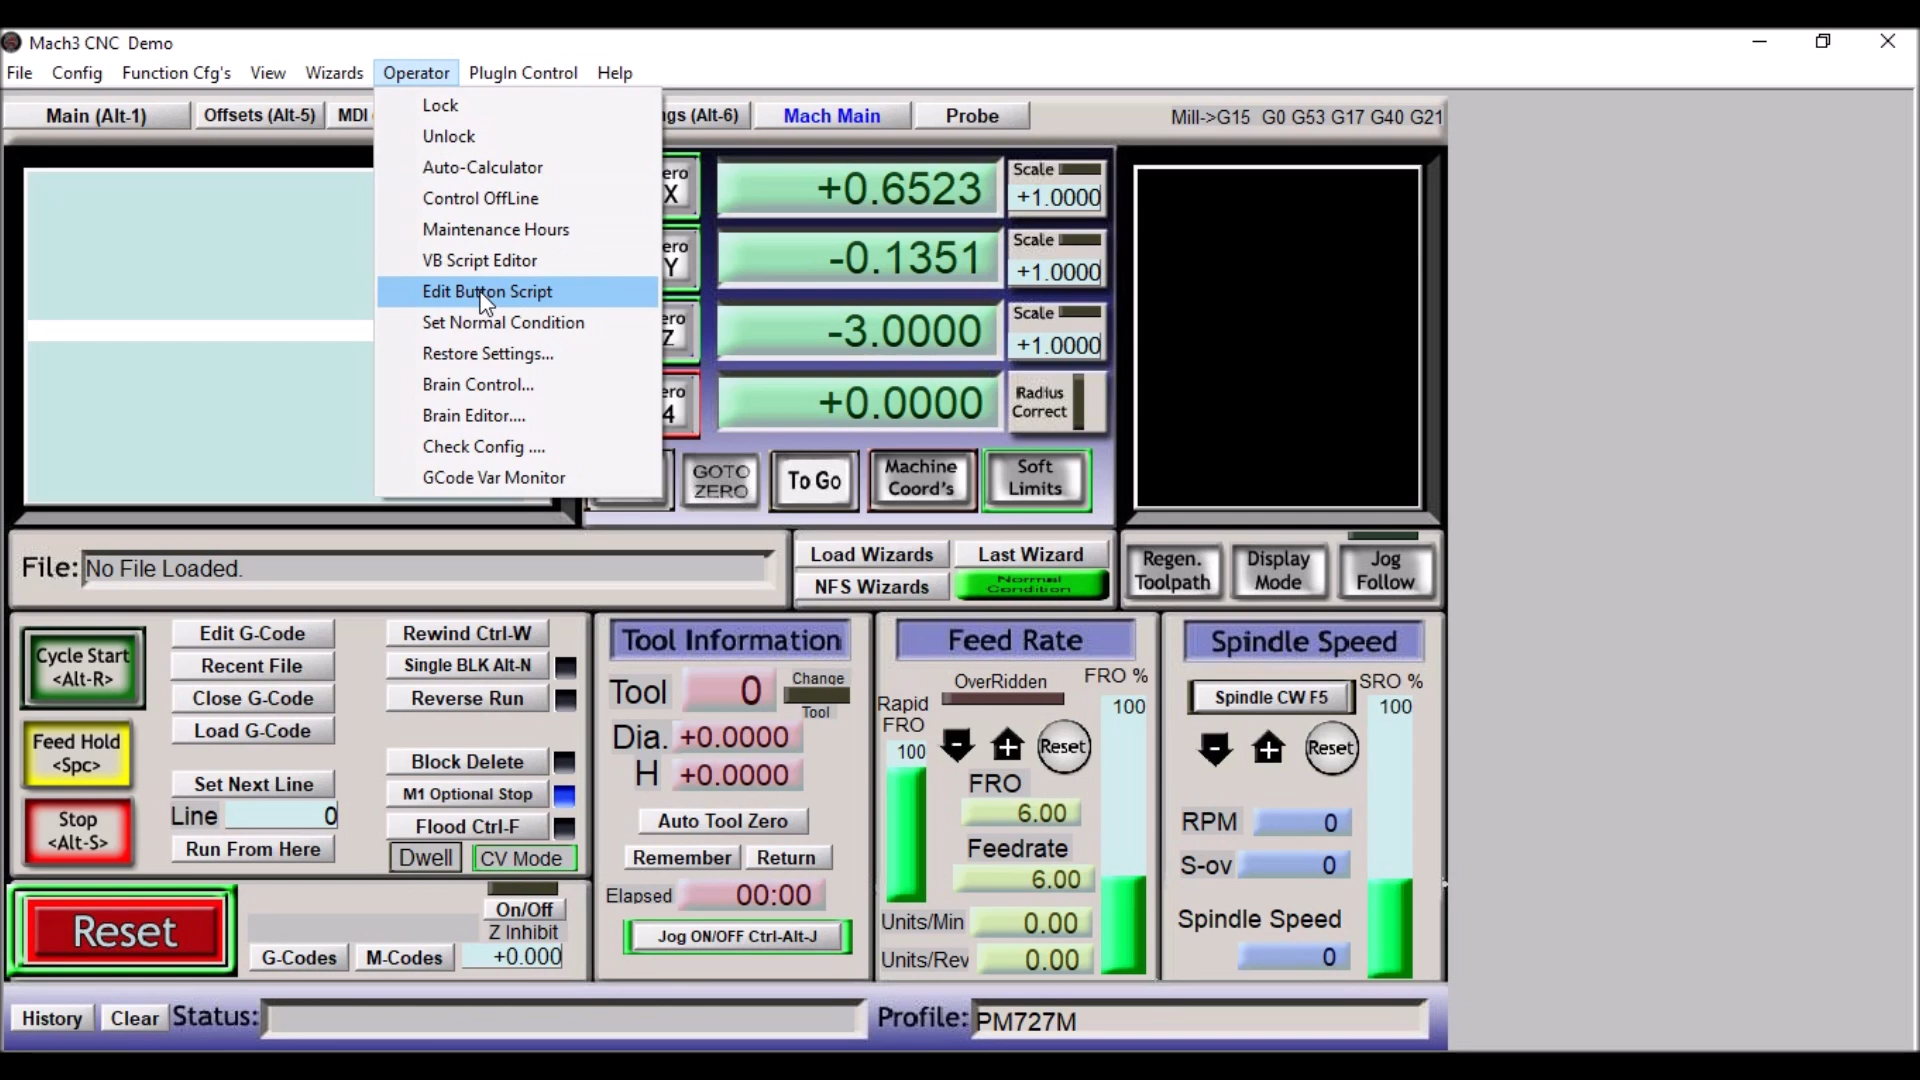 Mach3 CNC Demo
File Config Function Cfg's View Wizards Operator PlugIn Control Help
Main (Alt-1) Offsets (Alt-5) MDI gs (Alt-6) Mach Main Probe Mill->G15 G0 G53 G17 G40 G21
Lock
Unlock
Auto-Calculator
Control OffLine
Maintenance Hours
VB Script Editor
Edit Button Script
Set Normal Condition
Restore Settings...
Brain Control...
Brain Editor....
Check Config ....
GCode Var Monitor
ero X +0.6523 Scale +1.0000
ero Y -0.1351 Scale +1.0000
ero Z -3.0000 Scale +1.0000
ero 4 +0.0000 Radius Correct
GOTO ZERO To Go Machine Coord's Soft Limits
File: No File Loaded.
Load Wizards Last Wizard
NFS Wizards Normal Condition
Regen. Toolpath Display Mode Jog Follow
Cycle Start <Alt-R>
Feed Hold <Spc>
Stop <Alt-S>
Edit G-Code
Recent File
Close G-Code
Load G-Code
Set Next Line
Line 0
Run From Here
Rewind Ctrl-W
Single BLK Alt-N
Reverse Run
Block Delete
M1 Optional Stop
Flood Ctrl-F
Dwell CV Mode
Reset
G-Codes M-Codes
On/Off
Z Inhibit
+0.000
Tool Information
Tool 0 Change Tool
Dia. +0.0000
H +0.0000
Auto Tool Zero
Remember Return
Elapsed 00:00
Jog ON/OFF Ctrl-Alt-J
Feed Rate
OverRidden FRO %
Rapid FRO 100
100
- + Reset
FRO
6.00
Feedrate
6.00
Units/Min 0.00
Units/Rev 0.00
Spindle Speed
Spindle CW F5 SRO %
100
- + Reset
RPM 0
S-ov 0
Spindle Speed
0
History Clear Status: Profile: PM727M